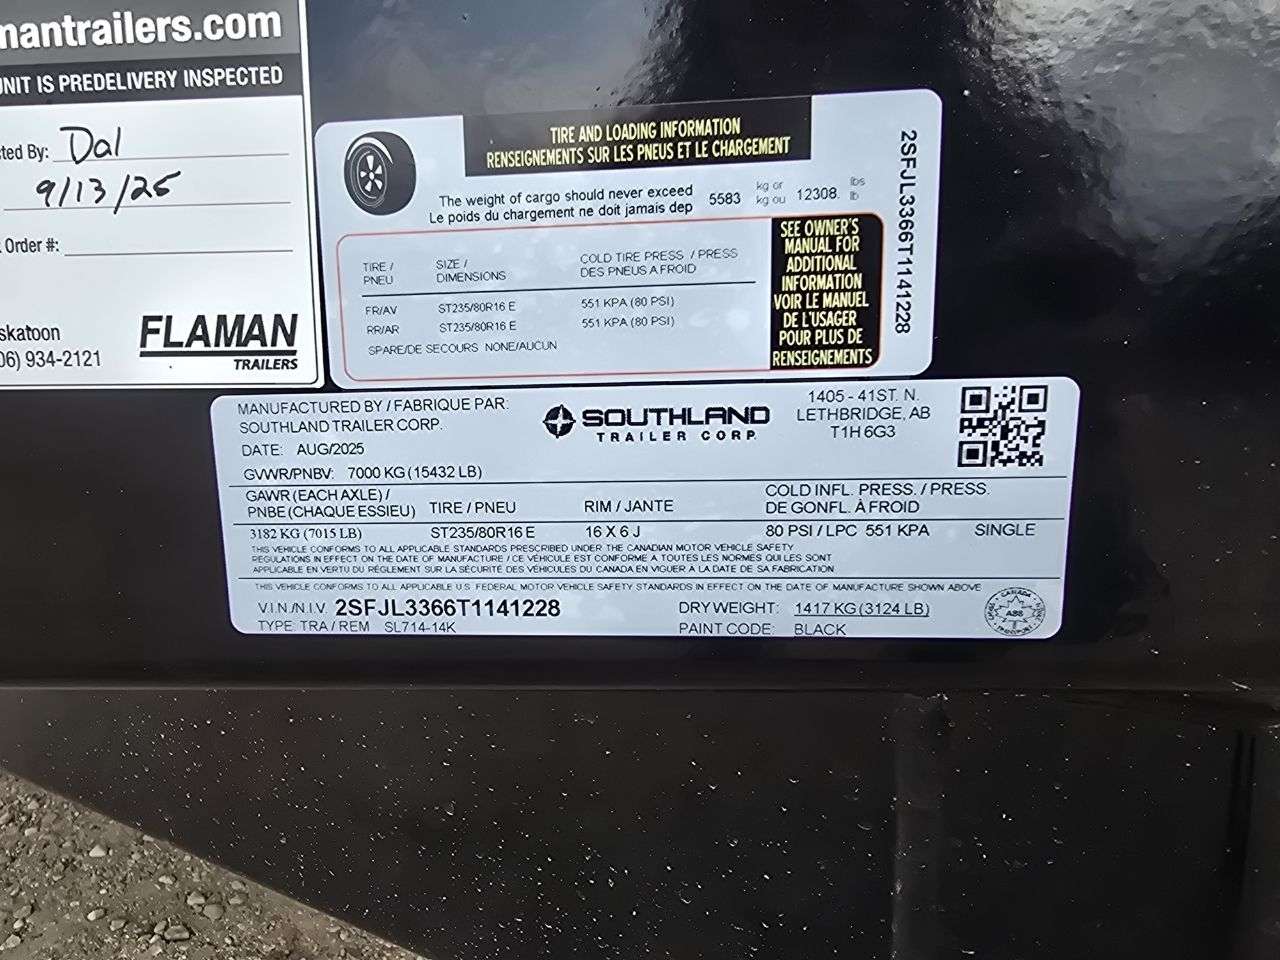 mantrailers.com
UNIT IS PREDELIVERY INSPECTED
cted By: Dal
9/13/25
Order #:
skatoon
06) 934-2121
FLAMAN
TRAILERS
TIRE AND LOADING INFORMATION
RENSEIGNEMENTS SUR LES PNEUS ET LE CHARGEMENT
The weight of cargo should never exceed 5583 kg or 12308. lbs
Le poids du chargement ne doit jamais dep kg ou lb
TIRE / SIZE / COLD TIRE PRESS / PRESS
PNEU DIMENSIONS DES PNEUS A FROID
FR/AV ST235/80R16 E 551 KPA (80 PSI)
RR/AR ST235/80R16 E 551 KPA (80 PSI)
SPARE/DE SECOURS NONE/AUCUN
SEE OWNER'S
MANUAL FOR
ADDITIONAL
INFORMATION
VOIR LE MANUEL
DE L'USAGER
POUR PLUS DE
RENSEIGNEMENTS
2SFJL3366T1141228
MANUFACTURED BY / FABRIQUE PAR:
SOUTHLAND TRAILER CORP.
DATE: AUG/2025
GVWR/PNBV: 7000 KG (15432 LB)
SOUTHLAND
TRAILER CORP.
1405 - 41ST. N.
LETHBRIDGE, AB
T1H 6G3
GAWR (EACH AXLE) / COLD INFL. PRESS. / PRESS.
PNBE (CHAQUE ESSIEU) TIRE / PNEU RIM / JANTE DE GONFL. À FROID
3182 KG (7015 LB) ST235/80R16 E 16 X 6 J 80 PSI / LPC 551 KPA SINGLE
THIS VEHICLE CONFORMS TO ALL APPLICABLE STANDARDS PRESCRIBED UNDER THE CANADIAN MOTOR VEHICLE SAFETY
REGULATIONS IN EFFECT ON THE DATE OF MANUFACTURE / CE VÉHICULE EST CONFORME A TOUTES LES NORMES QUI LES SONT
APPLICABLE EN VERTU DU RÈGLEMENT SUR LA SÉCURITÉ DES VÉHICULES DU CANADA EN VIGUER A LA DATE DE SA FABRICATION
THIS VEHICLE CONFORMS TO ALL APPLICABLE U.S. FEDERAL MOTOR VEHICLE SAFETY STANDARDS IN EFFECT ON THE DATE OF MANUFACTURE SHOWN ABOVE
V.I.N./N.I.V. 2SFJL3366T1141228 DRY WEIGHT: 1417 KG (3124 LB)
TYPE: TRA / REM SL714-14K PAINT CODE: BLACK
CANADA
ABS